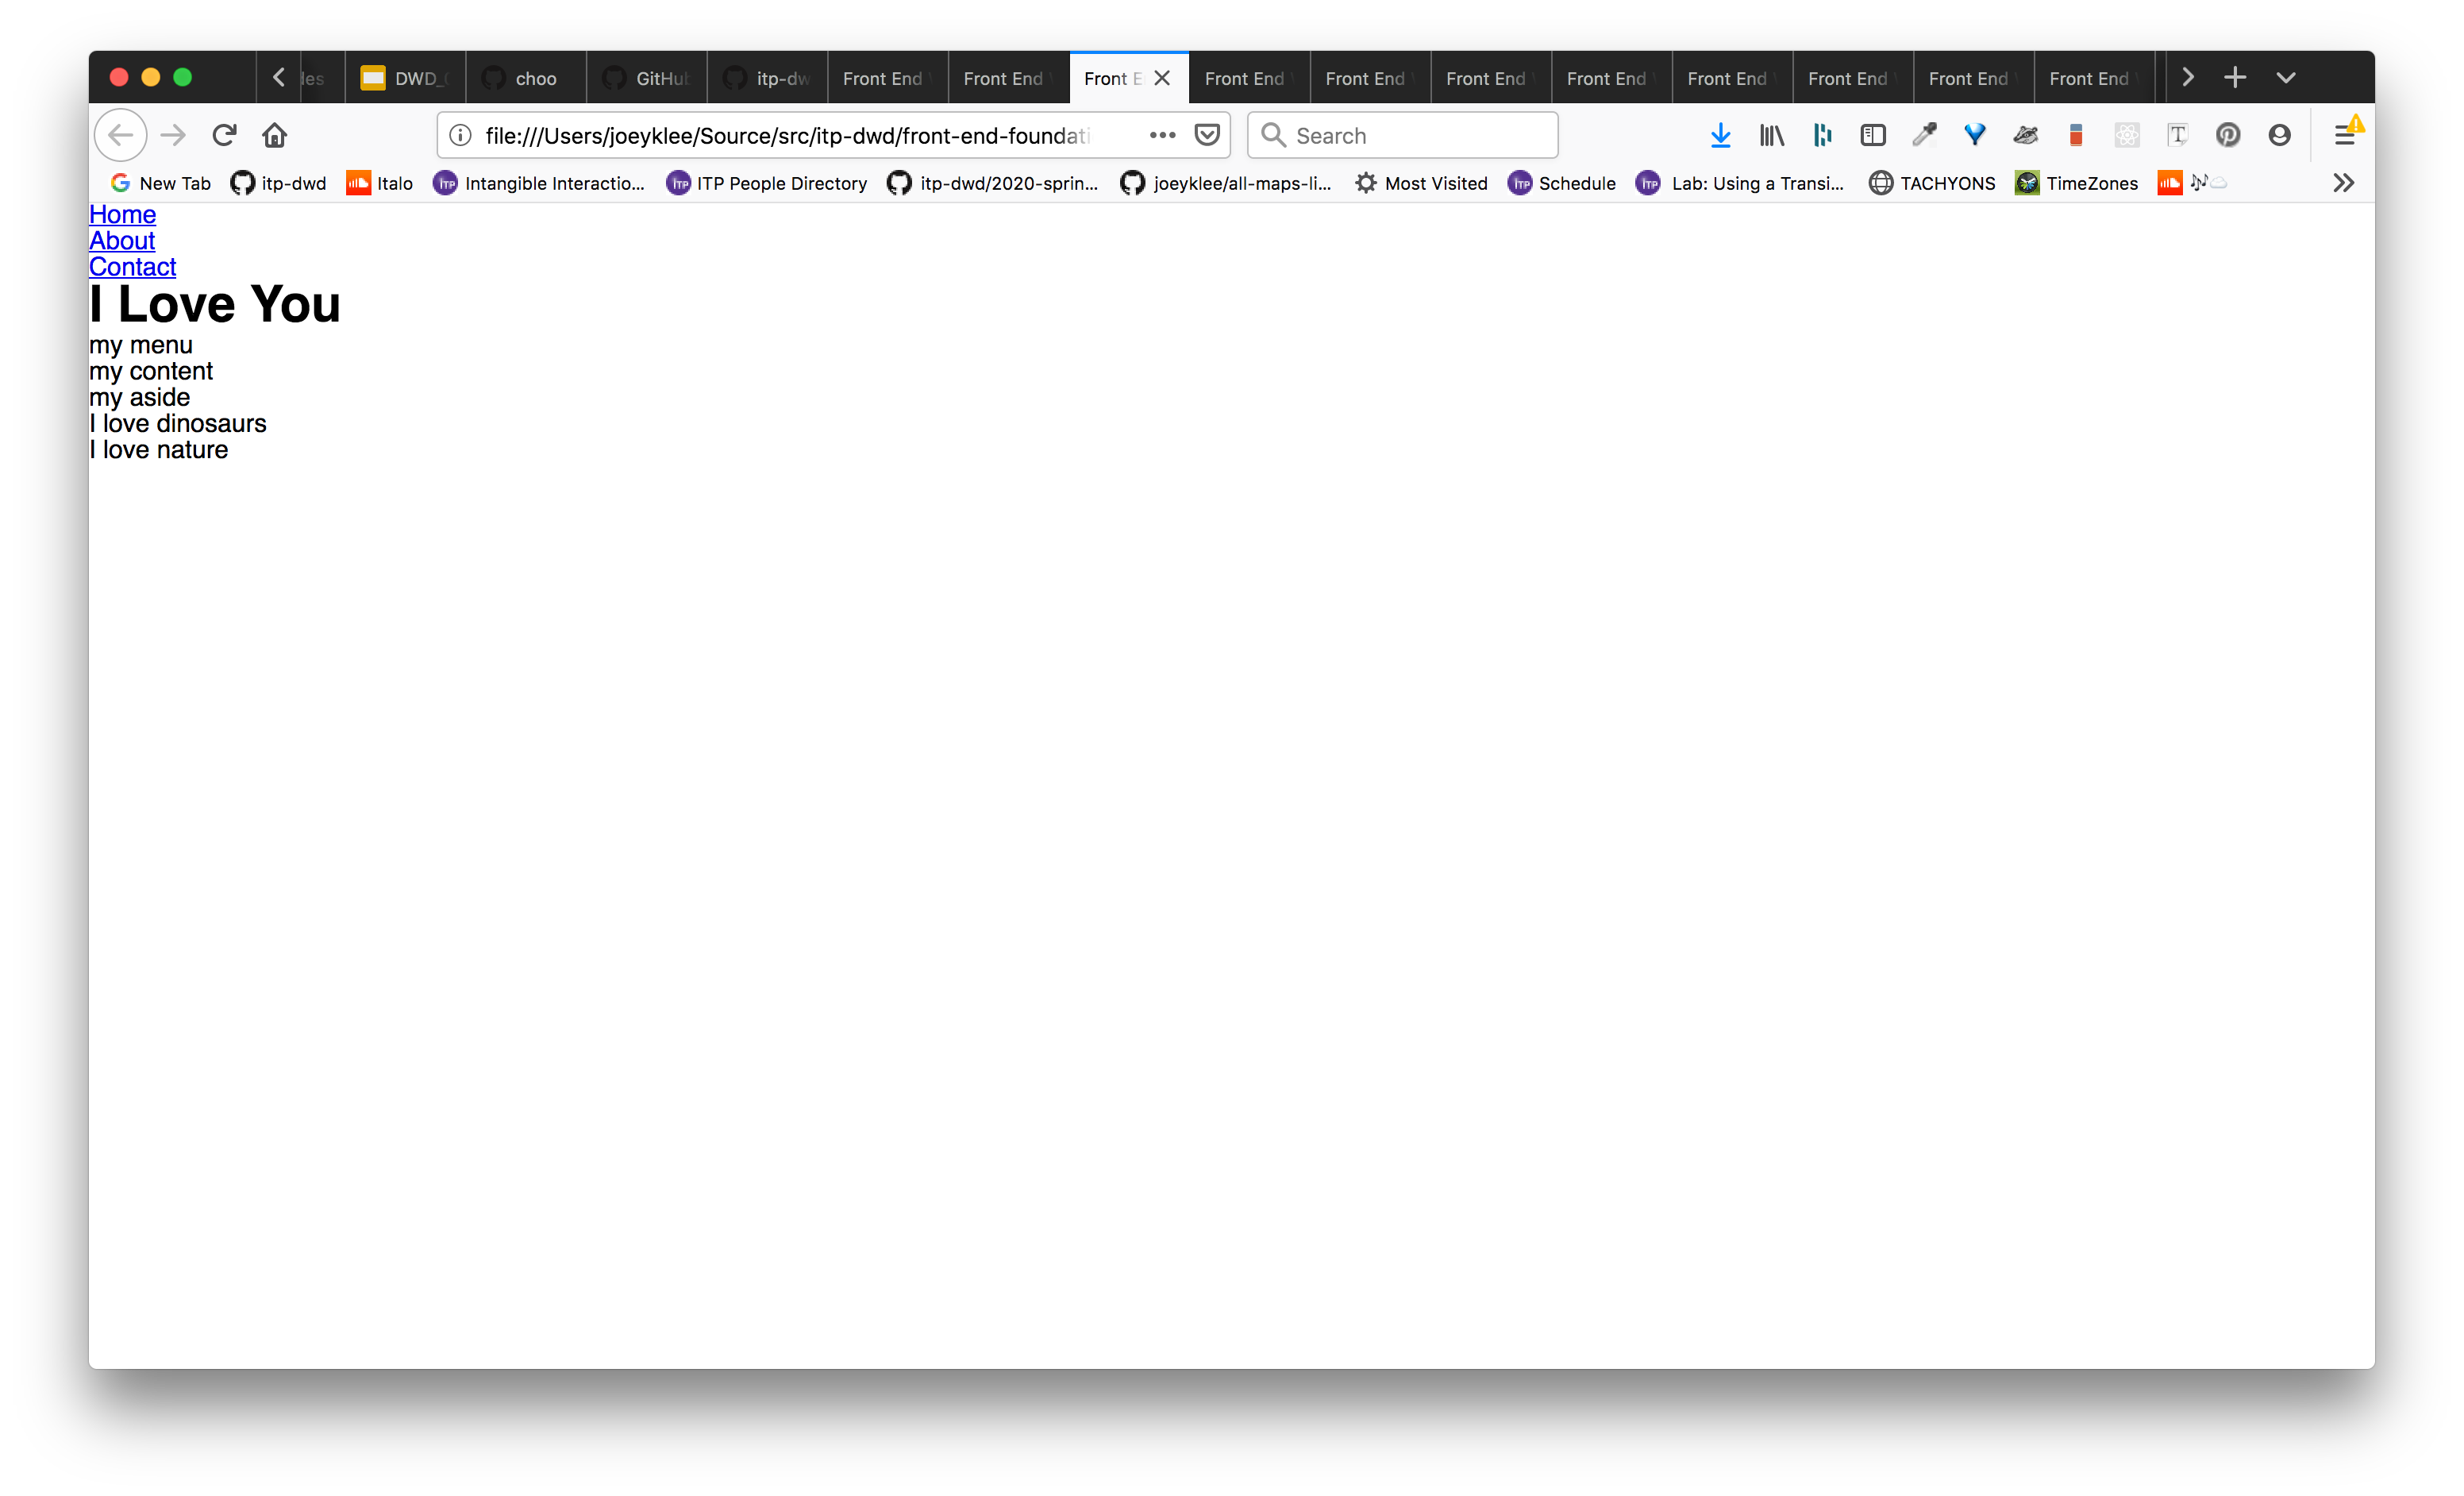 DWD_ choo GitHub itp-dw Front End Front End Front E Front End Front End Front End Front End Front End Front End Front End Front End
file:///Users/joeyklee/Source/src/itp-dwd/front-end-foundati Search
New Tab itp-dwd Italo Intangible Interactio... ITP People Directory itp-dwd/2020-sprin... joeyklee/all-maps-li... Most Visited Schedule Lab: Using a Transi... TACHYONS TimeZones
Home
About
Contact
I Love You
my menu
my content
my aside
I love dinosaurs
I love nature